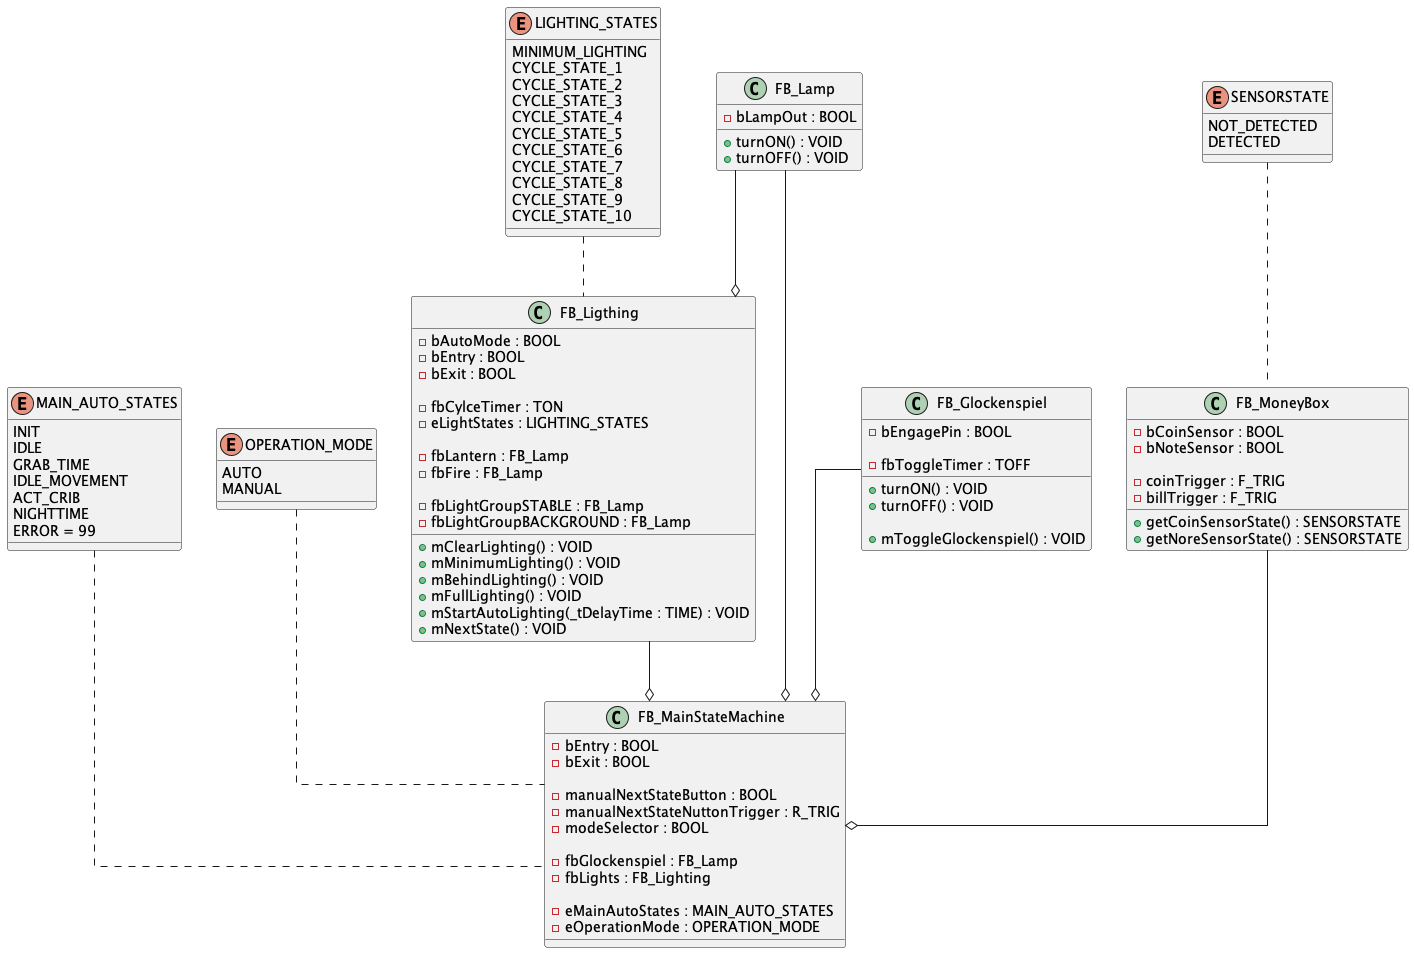 E LIGHTING_STATES
MINIMUM_LIGHTING
CYCLE_STATE_1
CYCLE_STATE_2
CYCLE_STATE_3
CYCLE_STATE_4
CYCLE_STATE_5
CYCLE_STATE_6
CYCLE_STATE_7
CYCLE_STATE_8
CYCLE_STATE_9
CYCLE_STATE_10
C FB_Lamp
bLampOut : BOOL
turnON() : VOID
turnOFF() : VOID
E SENSORSTATE
NOT_DETECTED
DETECTED
C FB_Ligthing
bAutoMode : BOOL
bEntry : BOOL
bExit : BOOL
fbCylceTimer : TON
eLightStates : LIGHTING_STATES
fbLantern : FB_Lamp
fbFire : FB_Lamp
fbLightGroupSTABLE : FB_Lamp
fbLightGroupBACKGROUND : FB_Lamp
mClearLighting() : VOID
mMinimumLighting() : VOID
mBehindLighting() : VOID
mFullLighting() : VOID
mStartAutoLighting(_tDelayTime : TIME) : VOID
mNextState() : VOID
E MAIN_AUTO_STATES
INIT
IDLE
GRAB_TIME
IDLE_MOVEMENT
ACT_CRIB
NIGHTTIME
ERROR = 99
E OPERATION_MODE
AUTO
MANUAL
C FB_Glockenspiel
bEngagePin : BOOL
fbToggleTimer : TOFF
turnON() : VOID
turnOFF() : VOID
mToggleGlockenspiel() : VOID
C FB_MoneyBox
bCoinSensor : BOOL
bNoteSensor : BOOL
coinTrigger : F_TRIG
billTrigger : F_TRIG
getCoinSensorState() : SENSORSTATE
getNoreSensorState() : SENSORSTATE
C FB_MainStateMachine
bEntry : BOOL
bExit : BOOL
manualNextStateButton : BOOL
manualNextStateNuttonTrigger : R_TRIG
modeSelector : BOOL
fbGlockenspiel : FB_Lamp
fbLights : FB_Lighting
eMainAutoStates : MAIN_AUTO_STATES
eOperationMode : OPERATION_MODE